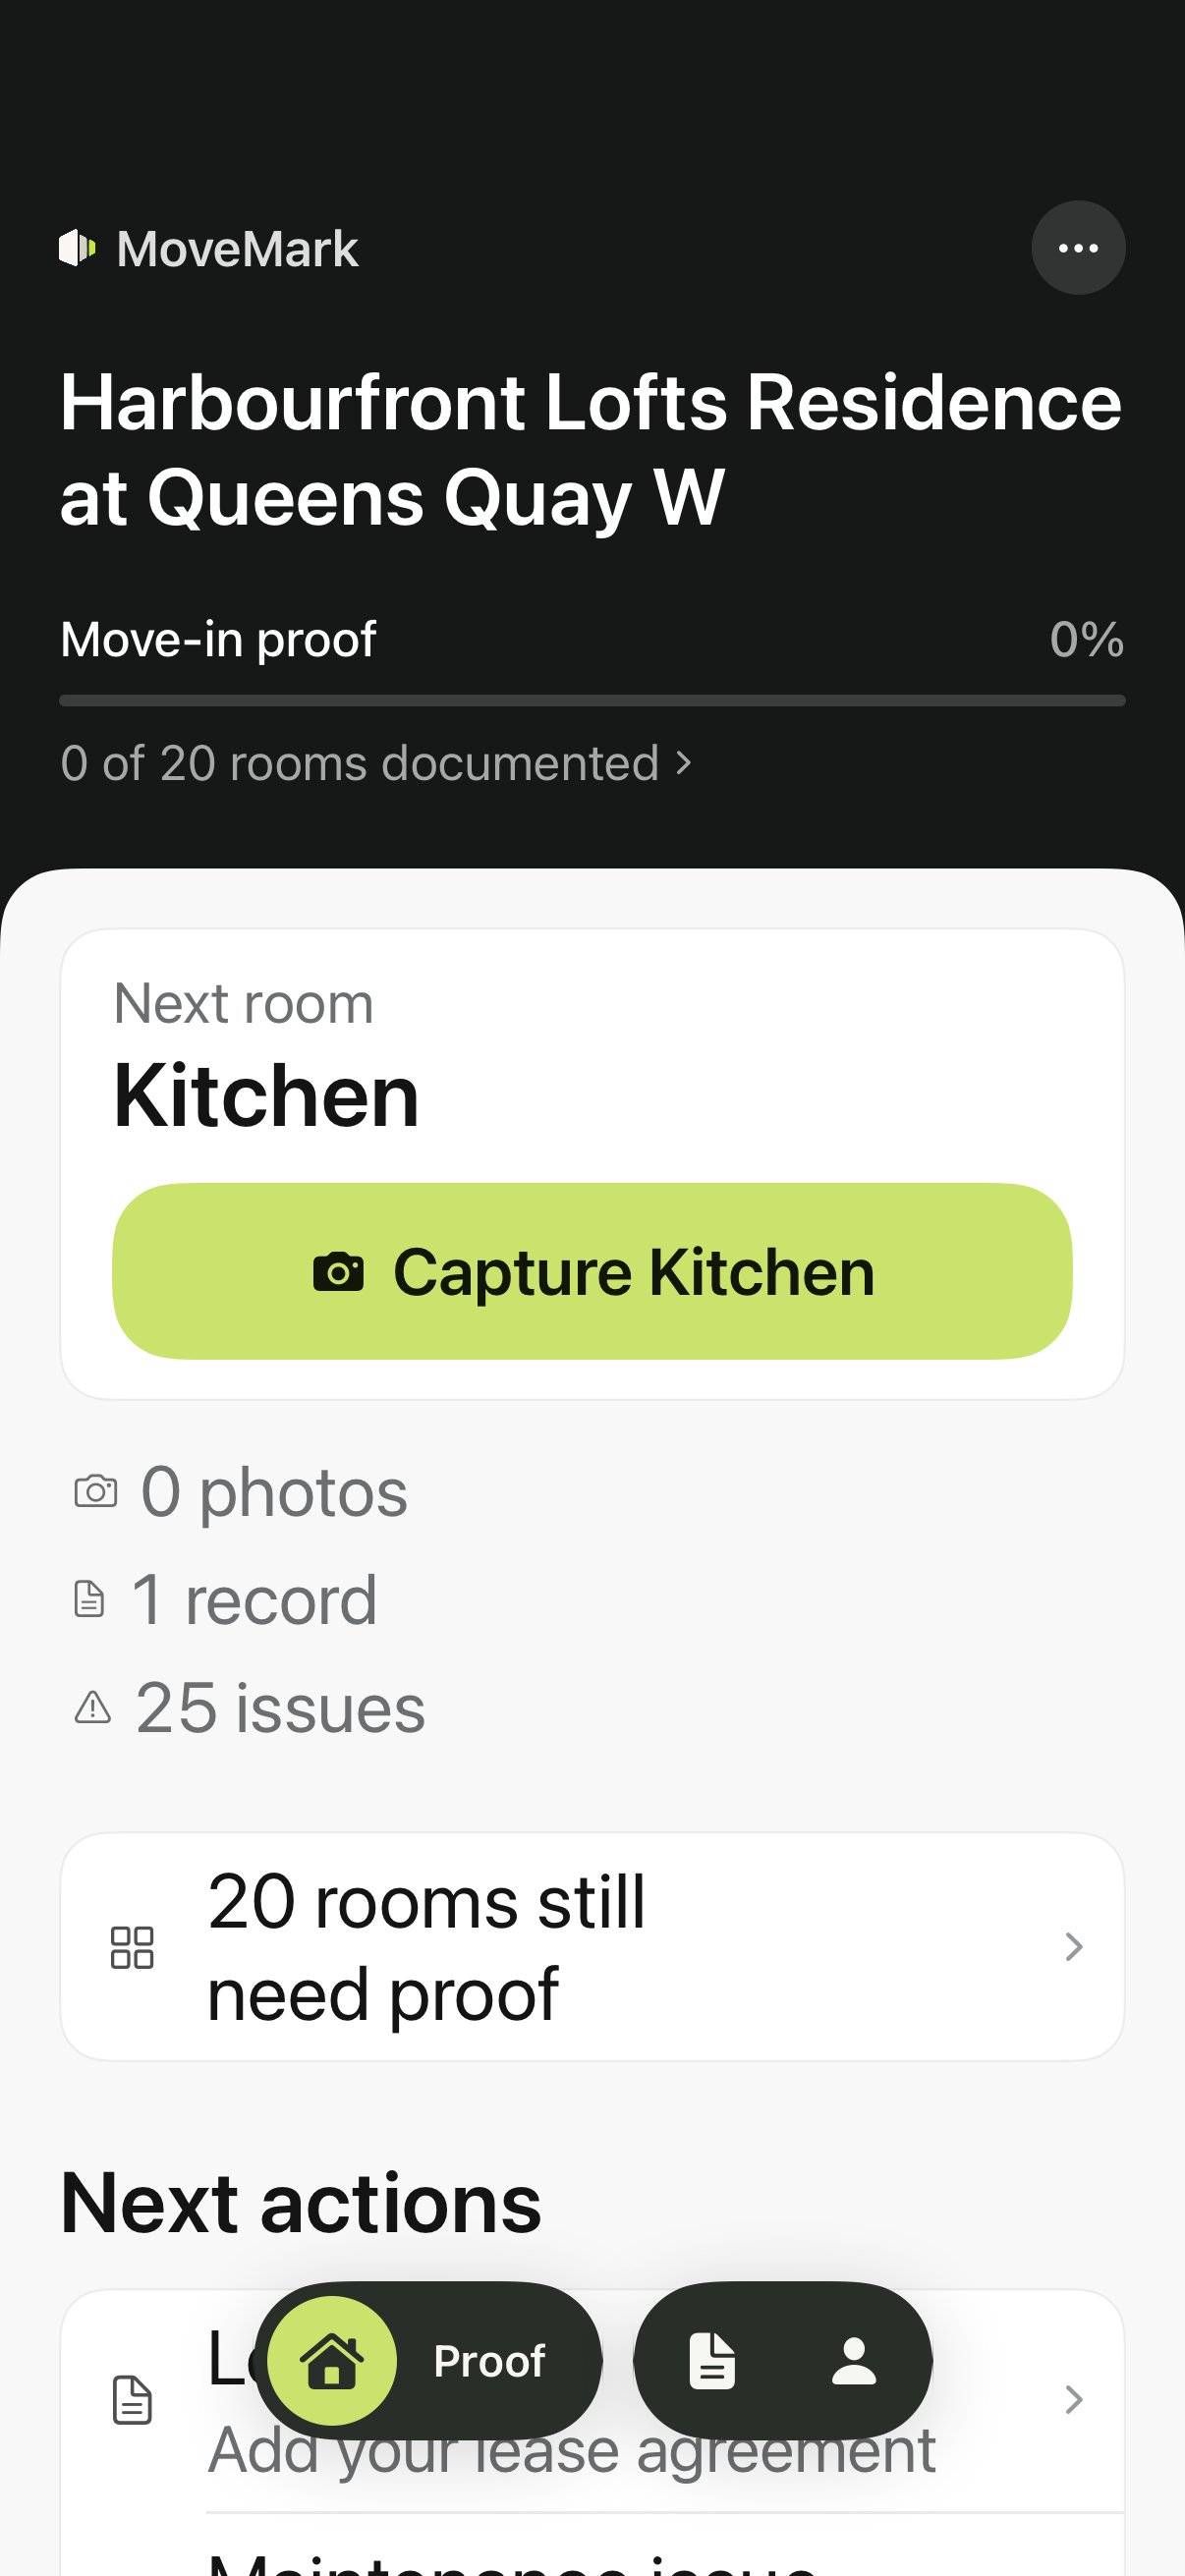 MoveMark
Harbourfront Lofts Residence
at Queens Quay W
Move-in proof
0%
0 of 20 rooms documented
Next room
Kitchen
Capture Kitchen
0 photos
1 record
25 issues
20 rooms still
need proof
Next actions
Proof
Add your lease agreement
Maintenance issue